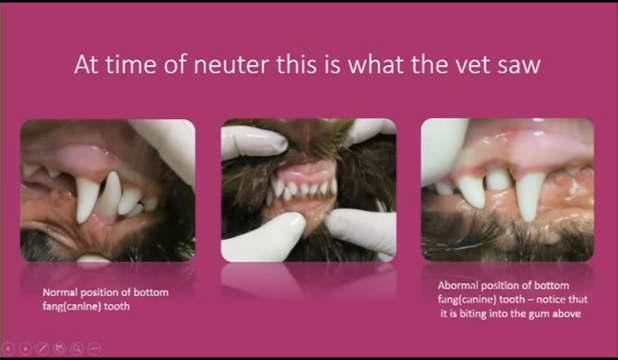 At time of neuter this is what the vet saw
Normal position of bottom
fang(canine) tooth
Abormal position of bottom
fang(canine) tooth – notice that
it is biting into the gum above